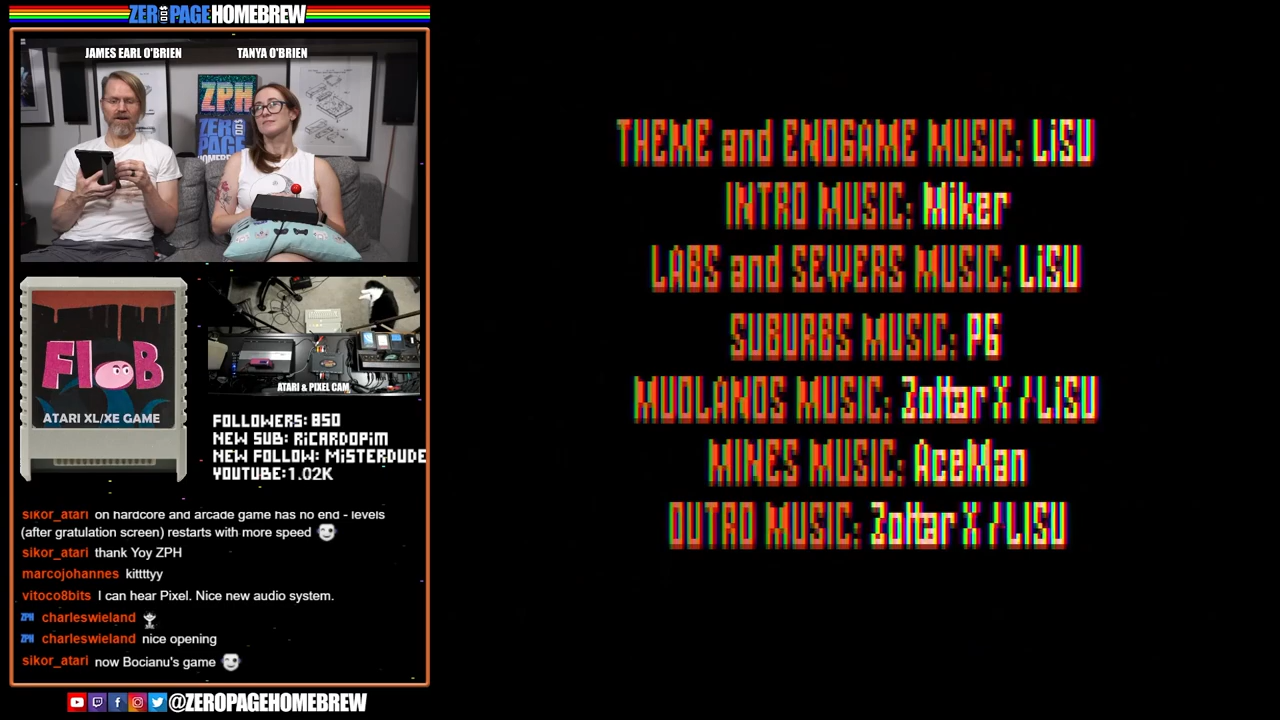 ZEROPAGEHOMEBREW
JAMES EARL O'BRIEN
TANYA O'BRIEN
ZPH
ZERO
PAGE
HOMEBREW
FloB
ATARI XL/XE GAME
ATARI & PIXEL CAM
FOLLOWERS: 850
NEW SUB: RiCARDOPiM
NEW FOLLOW: MiSTERDUDE
YOUTUBE:1.02K
sikor_atari on hardcore and arcade game has no end - levels
(after gratulation screen) restarts with more speed
sikor_atari thank Yoy ZPH
marcojohannes kittttyy
vitoco8bits I can hear Pixel. Nice new audio system.
ZPH charleswieland
ZPH charleswieland nice opening
sikor_atari now Bocianu's game
@ZEROPAGEHOMEBREW
THEME and ENDGAME MUSIC: LiSU
INTRO MUSIC: Miker
LABS and SEWERS MUSIC: LiSU
SUBURBS MUSIC: PG
MUDLANDS MUSIC: Zoltar X /LiSU
MINES MUSIC: AceMan
OUTRO MUSIC: Zoltar X /LISU